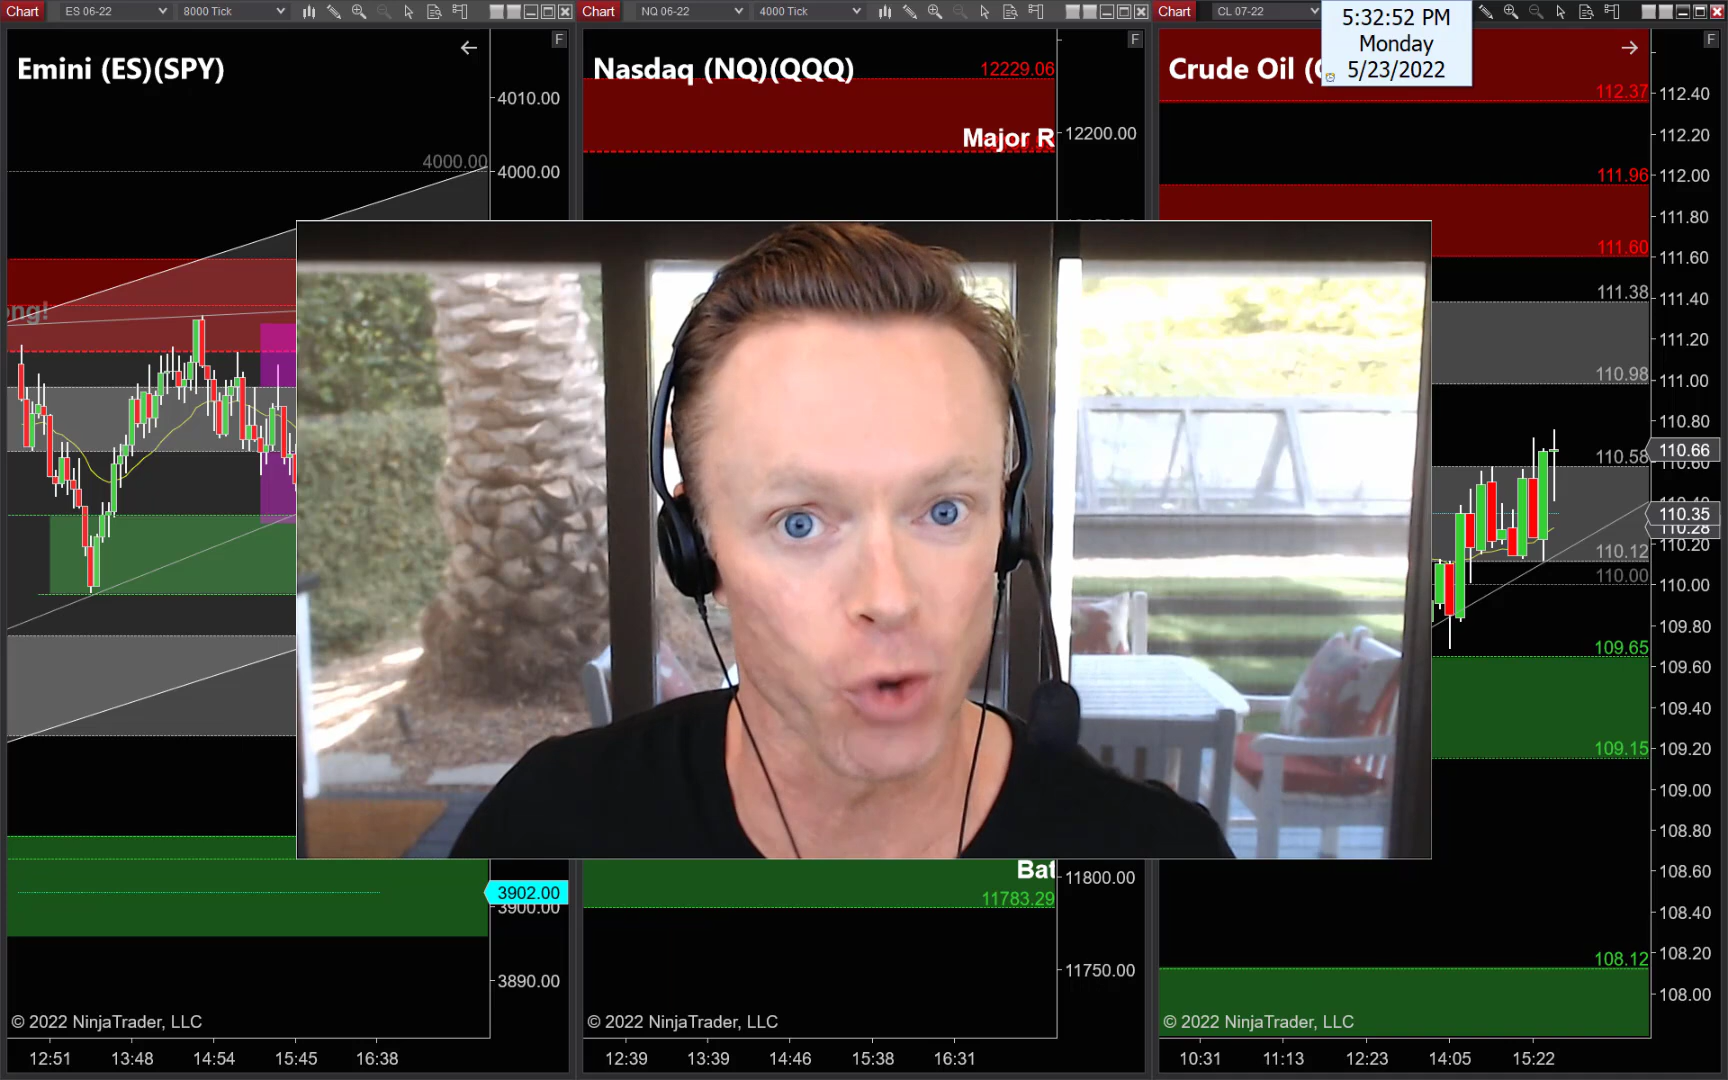 Chart
ES 06-22
8000 Tick
F
Emini (ES)(SPY)
4010.00
4000.00
4000.00
ong!
3902.00
3900.00
3890.00
© 2022 NinjaTrader, LLC
12:51
13:48
14:54
15:45
16:38
Chart
NQ 06-22
4000 Tick
F
Nasdaq (NQ)(QQQ)
12229.06
Major R
12200.00
Bat
11800.00
11783.29
11750.00
© 2022 NinjaTrader, LLC
12:39
13:39
14:46
15:38
16:31
Chart
CL 07-22
5:32:52 PM
Monday
5/23/2022
F
Crude Oil (
112.37
112.40
112.20
111.96
112.00
111.80
111.60
111.60
111.38
111.40
111.20
110.98
111.00
110.80
110.58
110.66
110.60
110.35
110.28
110.20
110.12
110.00
110.00
109.80
109.65
109.60
109.40
109.15
109.20
109.00
108.80
108.60
108.40
108.12
108.20
108.00
© 2022 NinjaTrader, LLC
10:31
11:13
12:23
14:05
15:22